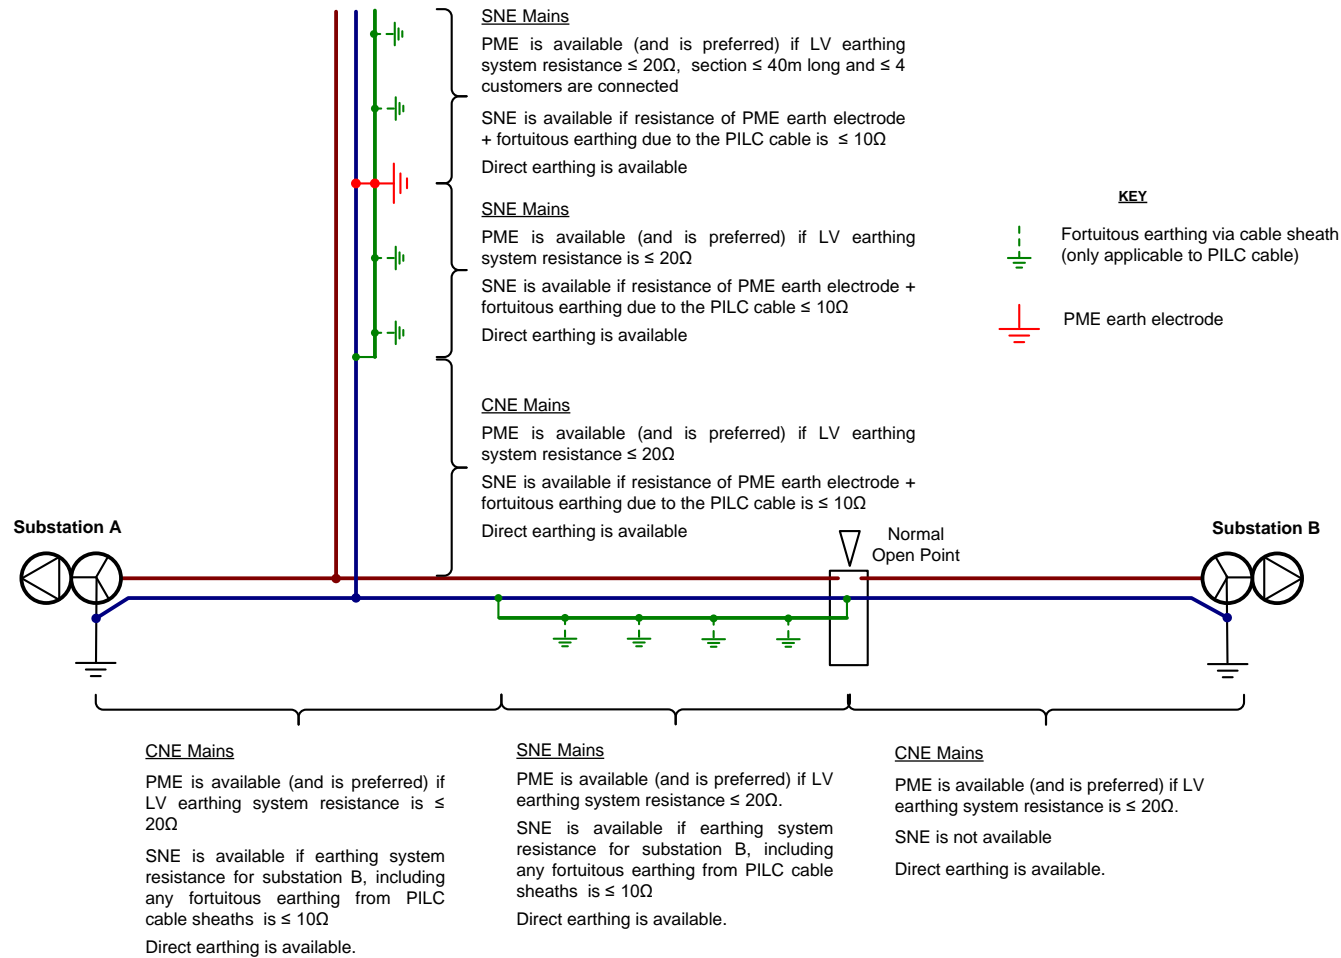 SNE Mains
PME is available (and is preferred) if LV earthing
system resistance ≤ 20Ω, section ≤ 40m long and ≤ 4
customers are connected
SNE is available if resistance of PME earth electrode
+ fortuitous earthing due to the PILC cable is ≤ 10Ω
Direct earthing is available
SNE Mains
PME is available (and is preferred) if LV earthing
system resistance is ≤ 20Ω
SNE is available if resistance of PME earth electrode +
fortuitous earthing due to the PILC cable ≤ 10Ω
Direct earthing is available
KEY
Fortuitous earthing via cable sheath
(only applicable to PILC cable)
PME earth electrode
CNE Mains
PME is available (and is preferred) if LV earthing
system resistance ≤ 20Ω
SNE is available if resistance of PME earth electrode +
fortuitous earthing due to the PILC cable is ≤ 10Ω
Direct earthing is available
Substation A
Normal
Open Point
Substation B
CNE Mains
PME is available (and is preferred) if
LV earthing system resistance is ≤
20Ω
SNE is available if earthing system
resistance for substation B, including
any fortuitous earthing from PILC
cable sheaths is ≤ 10Ω
Direct earthing is available.
SNE Mains
PME is available (and is preferred) if LV
earthing system resistance ≤ 20Ω.
SNE is available if earthing system
resistance for substation B, including
any fortuitous earthing from PILC cable
sheaths is ≤ 10Ω
Direct earthing is available.
CNE Mains
PME is available (and is preferred) if LV
earthing system resistance is ≤ 20Ω.
SNE is not available
Direct earthing is available.